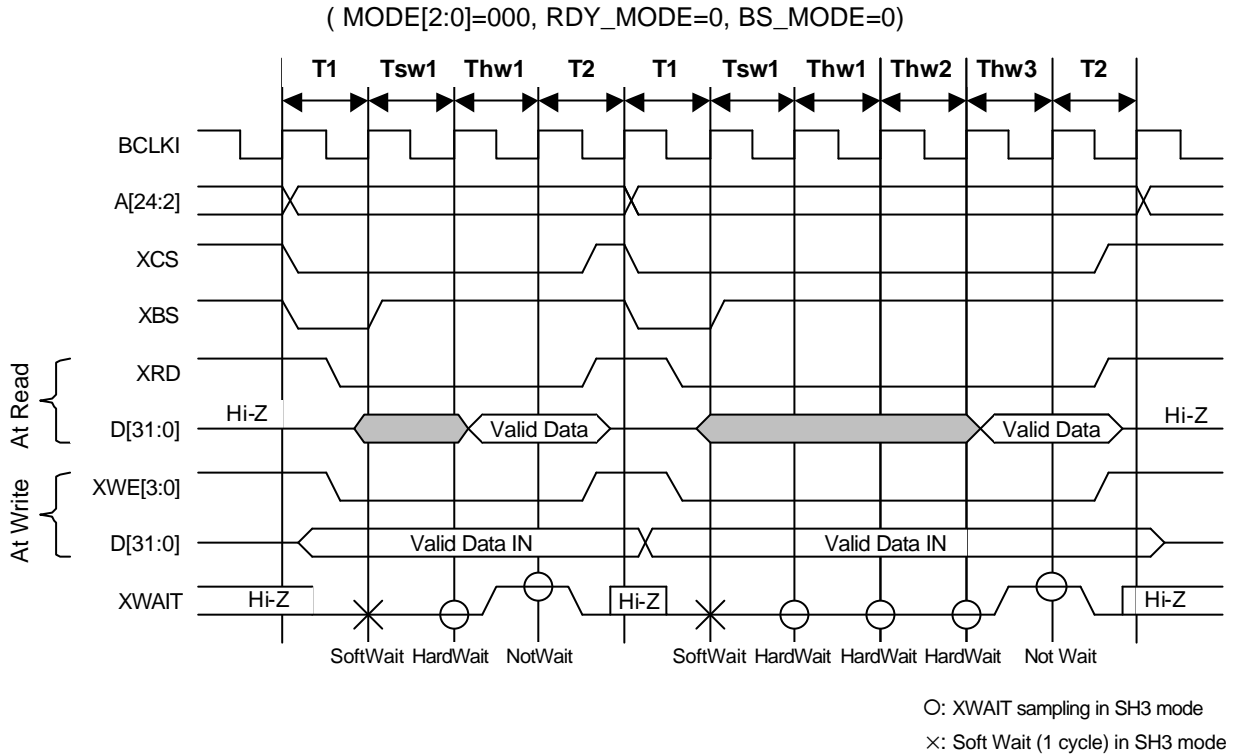 ( MODE[2:0]=000, RDY_MODE=0, BS_MODE=0)
T1 Tsw1 Thw1 T2 T1 Tsw1 Thw1 Thw2 Thw3 T2
BCLKI
A[24:2]
XCS
XBS
At Read
XRD
D[31:0] Hi-Z Valid Data Valid Data Hi-Z
At Write
XWE[3:0]
D[31:0] Valid Data IN Valid Data IN
XWAIT Hi-Z Hi-Z Hi-Z
SoftWait HardWait NotWait SoftWait HardWait HardWait HardWait Not Wait
○: XWAIT sampling in SH3 mode
×: Soft Wait (1 cycle) in SH3 mode